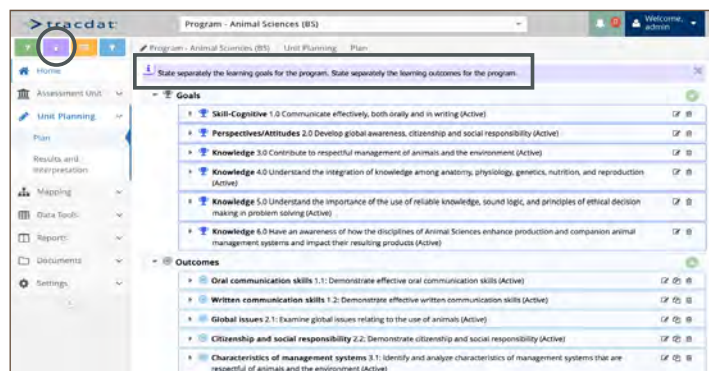 tracdat
Program - Animal Sciences (BS)
Welcome,
admin
Program - Animal Sciences (BS) Unit Planning Plan
Home
State separately the learning goals for the program. State separately the learning outcomes for the program.
Assessment Unit
Goals
Unit Planning
Skill-Cognitive 1.0 Communicate effectively, both orally and in writing (Active)
Plan
Perspectives/Attitudes 2.0 Develop global awareness, citizenship and social responsibility (Active)
Results and
Interpretation
Knowledge 3.0 Contribute to respectful management of animals and the environment (Active)
Mapping
Knowledge 4.0 Understand the integration of knowledge among anatomy, physiology, genetics, nutrition, and reproduction
(Active)
Data Tools
Knowledge 5.0 Understand the importance of the use of reliable knowledge, sound logic, and principles of ethical decision
making in problem solving (Active)
Reports
Knowledge 6.0 Have an awareness of how the disciplines of Animal Sciences enhance production and companion animal
management systems and impact their resulting products (Active)
Documents
Outcomes
Settings
Oral communication skills 1.1: Demonstrate effective oral communication skills (Active)
Written communication skills 1.2: Demonstrate effective written communication skills (Active)
Global issues 2.1: Examine global issues relating to the use of animals (Active)
Citizenship and social responsibility 2.2: Demonstrate citizenship and social responsibility (Active)
Characteristics of management systems 3.1: Identify and analyze characteristics of management systems that are
respectful of animals and the environment (Active)